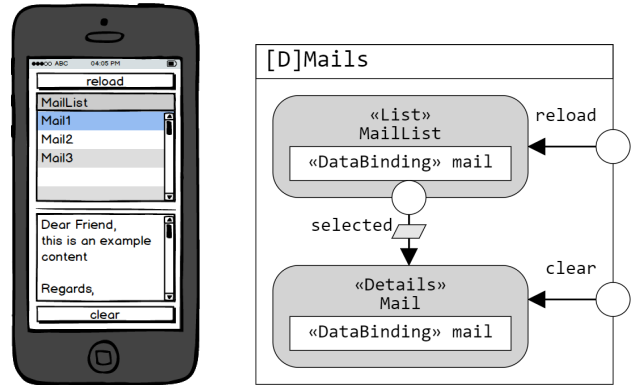 ABC 04:05 PM
reload
MailList
Mail1
Mail2
Mail3
Dear Friend,
this is an example
content
Regards,
clear
[D]Mails
«List»
MailList
«DataBinding» mail
reload
selected
«Details»
Mail
«DataBinding» mail
clear